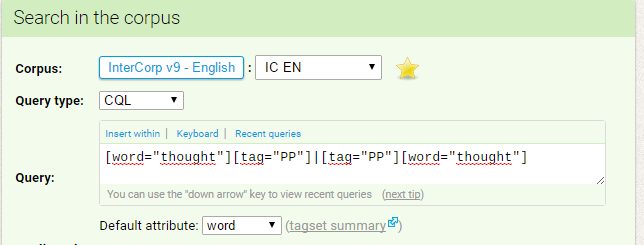 Search in the corpus
Corpus: InterCorp v9 - English : IC EN
Query type: CQL
Insert within | Keyboard | Recent queries
[word="thought"][tag="PP"]|[tag="PP"][word="thought"]
Query:
You can use the "down arrow" key to view recent queries (next tip)
Default attribute: word (tagset summary)